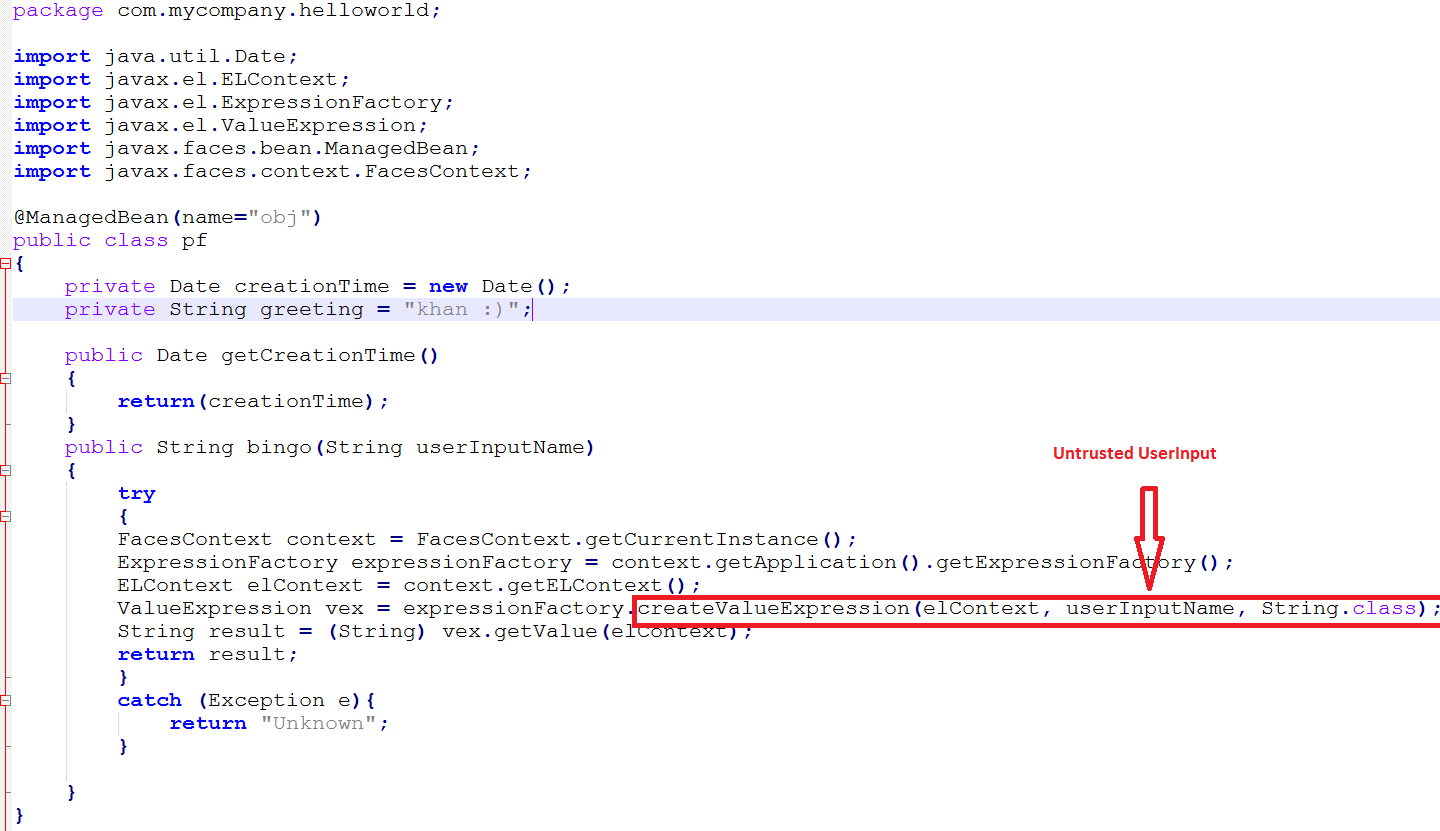 package com.mycompany.helloworld;
import java.util.Date;
import javax.el.ELContext;
import javax.el.ExpressionFactory;
import javax.el.ValueExpression;
import javax.faces.bean.ManagedBean;
import javax.faces.context.FacesContext;
@ManagedBean(name="obj")
public class pf
{
private Date creationTime = new Date();
private String greeting = "khan :)";
public Date getCreationTime()
{
return(creationTime);
}
public String bingo(String userInputName)
Untrusted UserInput
{
try
{
FacesContext context = FacesContext.getCurrentInstance();
ExpressionFactory expressionFactory = context.getApplication().getExpressionFactory();
ELContext elContext = context.getELContext();
ValueExpression vex = expressionFactory.createValueExpression(elContext, userInputName, String.class);
String result = (String) vex.getValue(elContext);
return result;
}
catch (Exception e){
return "Unknown";
}
}
}